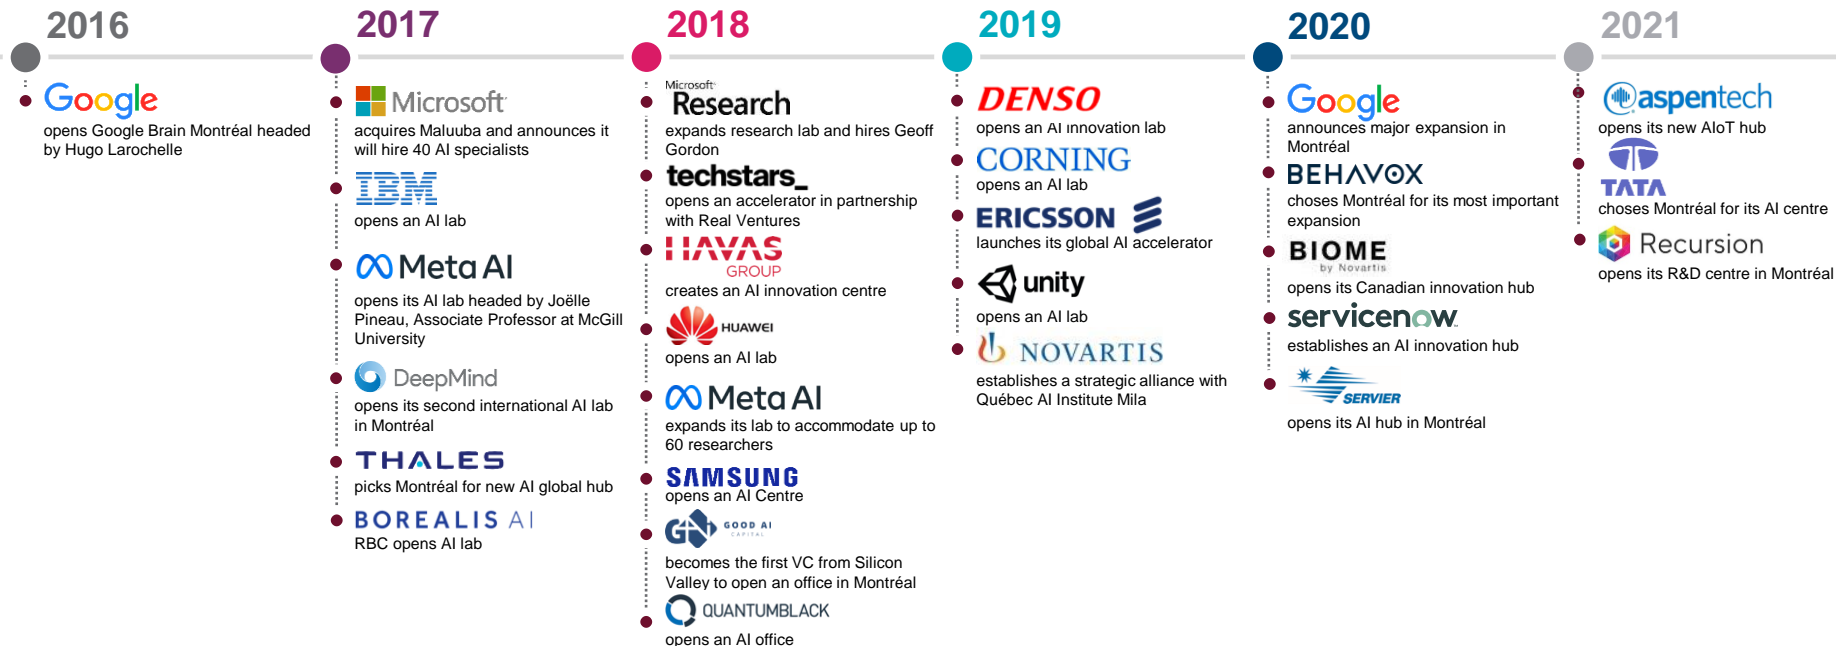 2016
Google
opens Google Brain Montréal headed
by Hugo Larochelle
2017
Microsoft
acquires Maluuba and announces it
will hire 40 AI specialists
IBM
opens an AI lab
Meta AI
opens its AI lab headed by Joëlle
Pineau, Associate Professor at McGill
University
DeepMind
opens its second international AI lab
in Montréal
THALES
picks Montréal for new AI global hub
BOREALIS AI
RBC opens AI lab
2018
Microsoft
Research
expands research lab and hires Geoff
Gordon
techstars_
opens an accelerator in partnership
with Real Ventures
HAVAS
GROUP
creates an AI innovation centre
HUAWEI
opens an AI lab
Meta AI
expands its lab to accommodate up to
60 researchers
SAMSUNG
opens an AI Centre
GOOD AI
CAPITAL
becomes the first VC from Silicon
Valley to open an office in Montréal
QUANTUMBLACK
opens an AI office
2019
DENSO
opens an AI innovation lab
CORNING
opens an AI lab
ERICSSON
launches its global AI accelerator
unity
opens an AI lab
NOVARTIS
establishes a strategic alliance with
Québec AI Institute Mila
2020
Google
announces major expansion in
Montréal
BEHAVOX
choses Montréal for its most important
expansion
BIOME
by Novartis
opens its Canadian innovation hub
servicenow
establishes an AI innovation hub
SERVIER
opens its AI hub in Montréal
2021
aspentech
opens its new AIoT hub
TATA
choses Montréal for its AI centre
Recursion
opens its R&D centre in Montréal